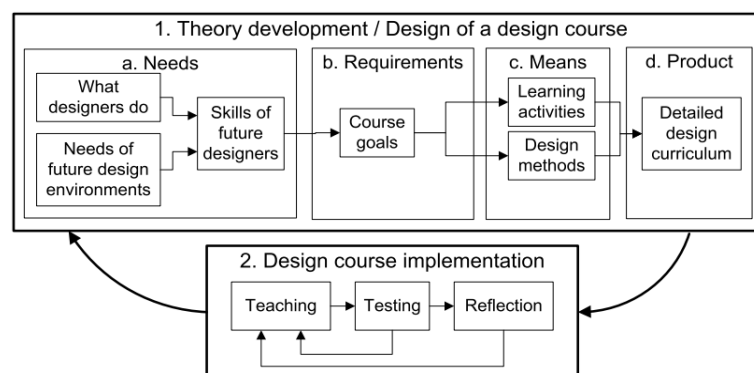 1. Theory development / Design of a design course
a. Needs
What
designers do
Needs of
future design
environments
Skills of
future
designers
b. Requirements
Course
goals
c. Means
Learning
activities
Design
methods
d. Product
Detailed
design
curriculum
2. Design course implementation
Teaching
Testing
Reflection